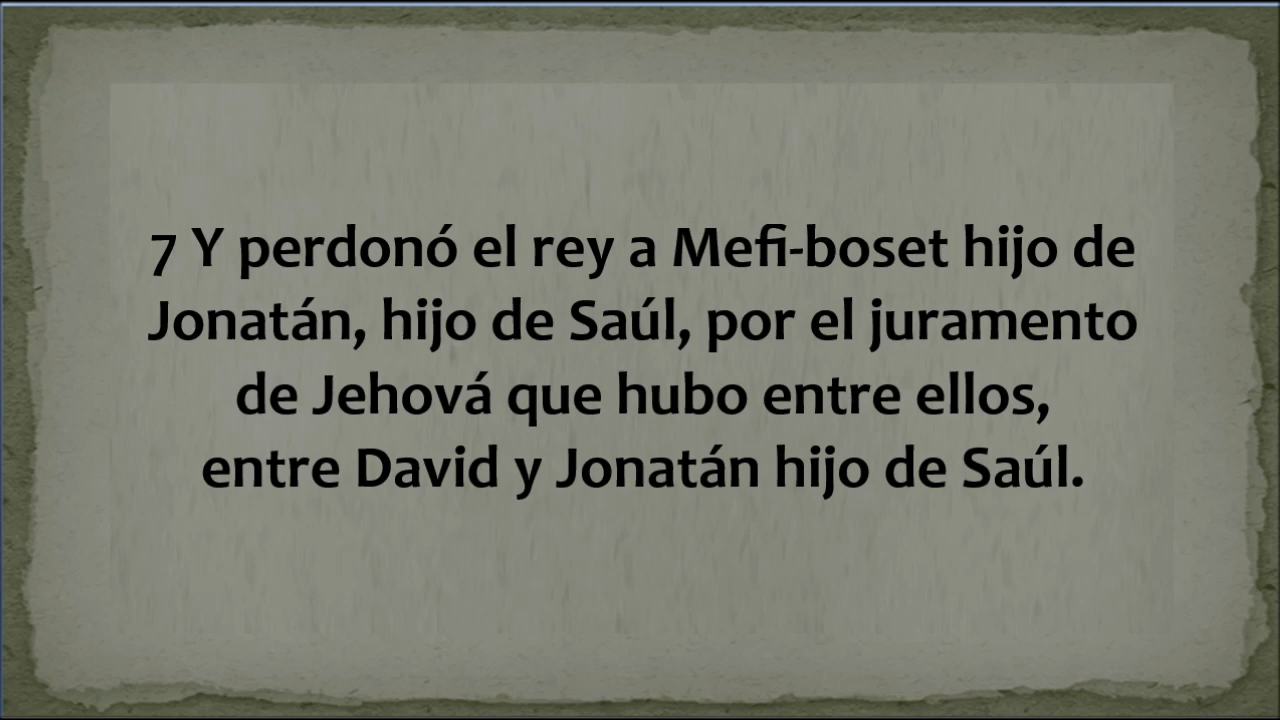 7 Y perdonó el rey a Mefi-boset hijo de
Jonatán, hijo de Saúl, por el juramento
de Jehová que hubo entre ellos,
entre David y Jonatán hijo de Saúl.